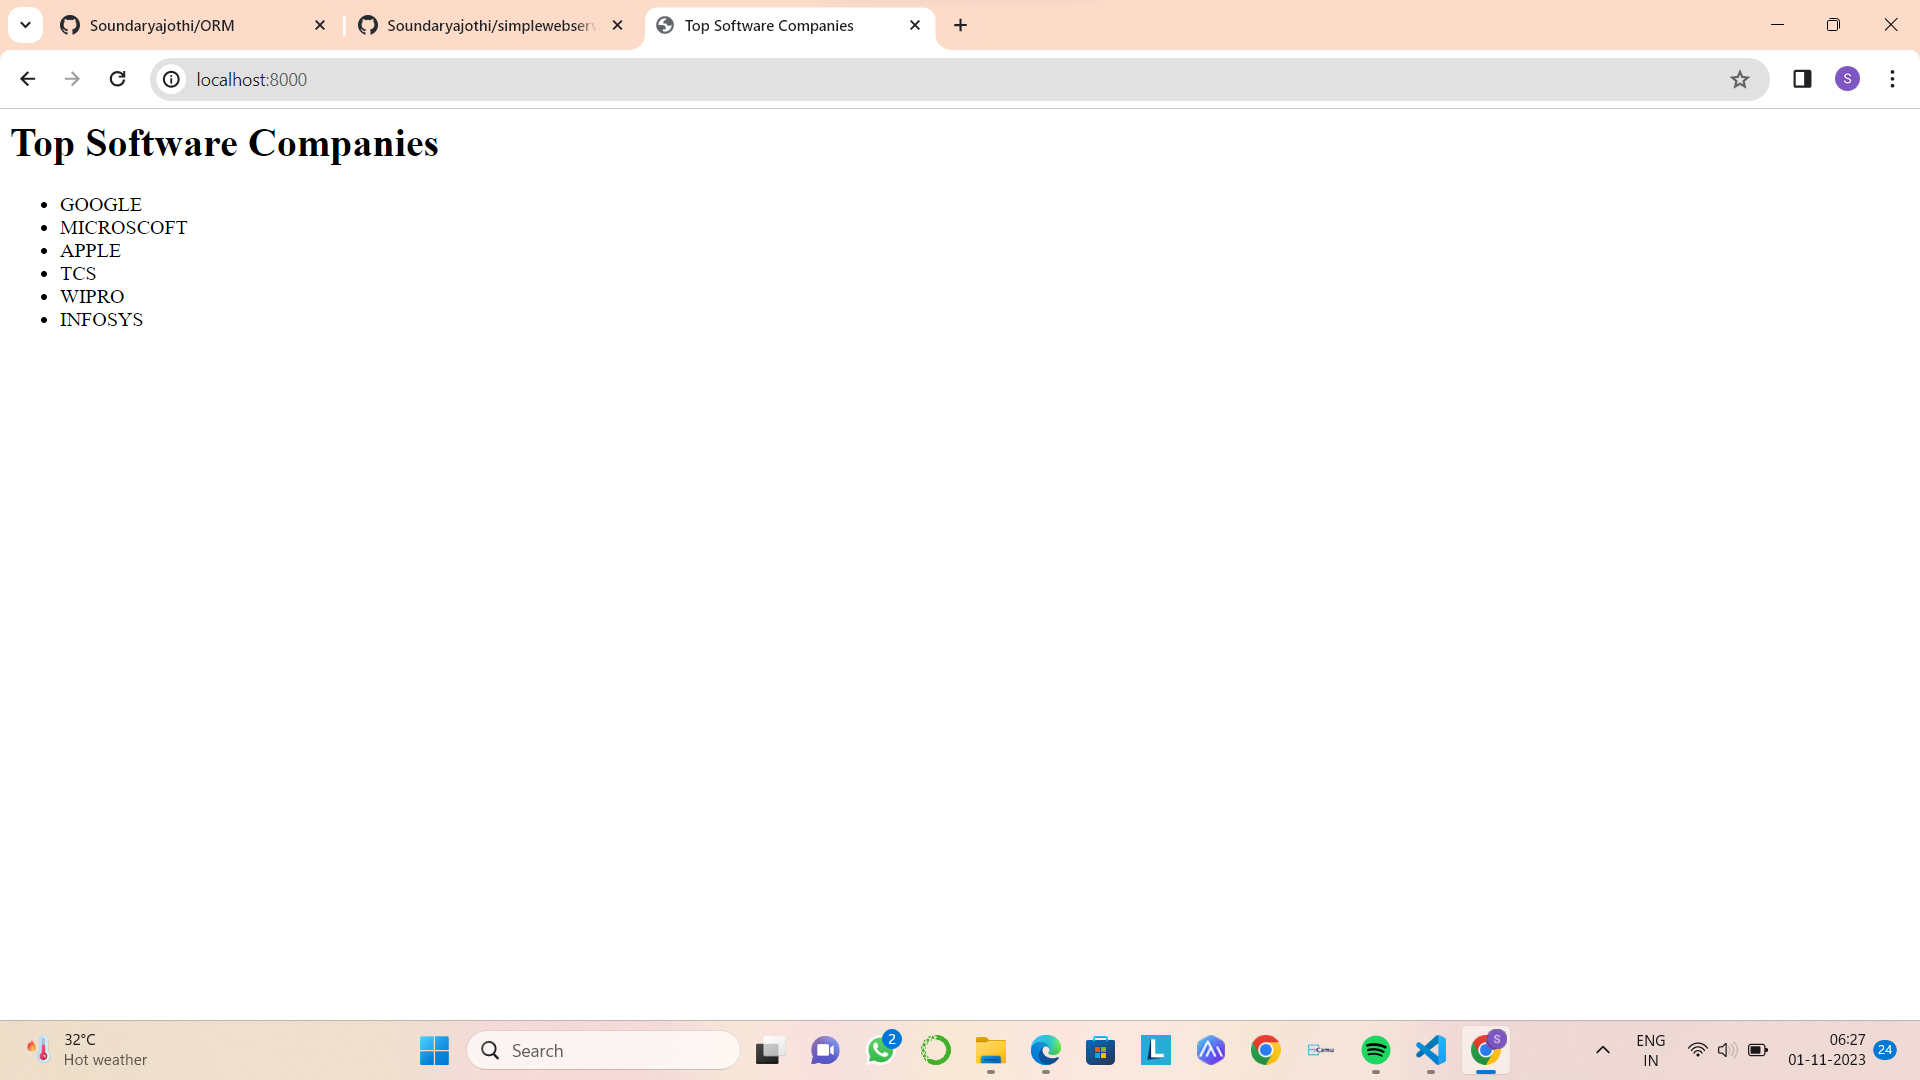 Soundaryajothi/ORM
Soundaryajothi/simplewebserv
Top Software Companies
localhost:8000
S
Top Software Companies
• GOOGLE
• MICROSCOFT
• APPLE
• TCS
• WIPRO
• INFOSYS
32°C
Hot weather
Search
2
L
Camu
S
ENG
IN
06:27
01-11-2023
24